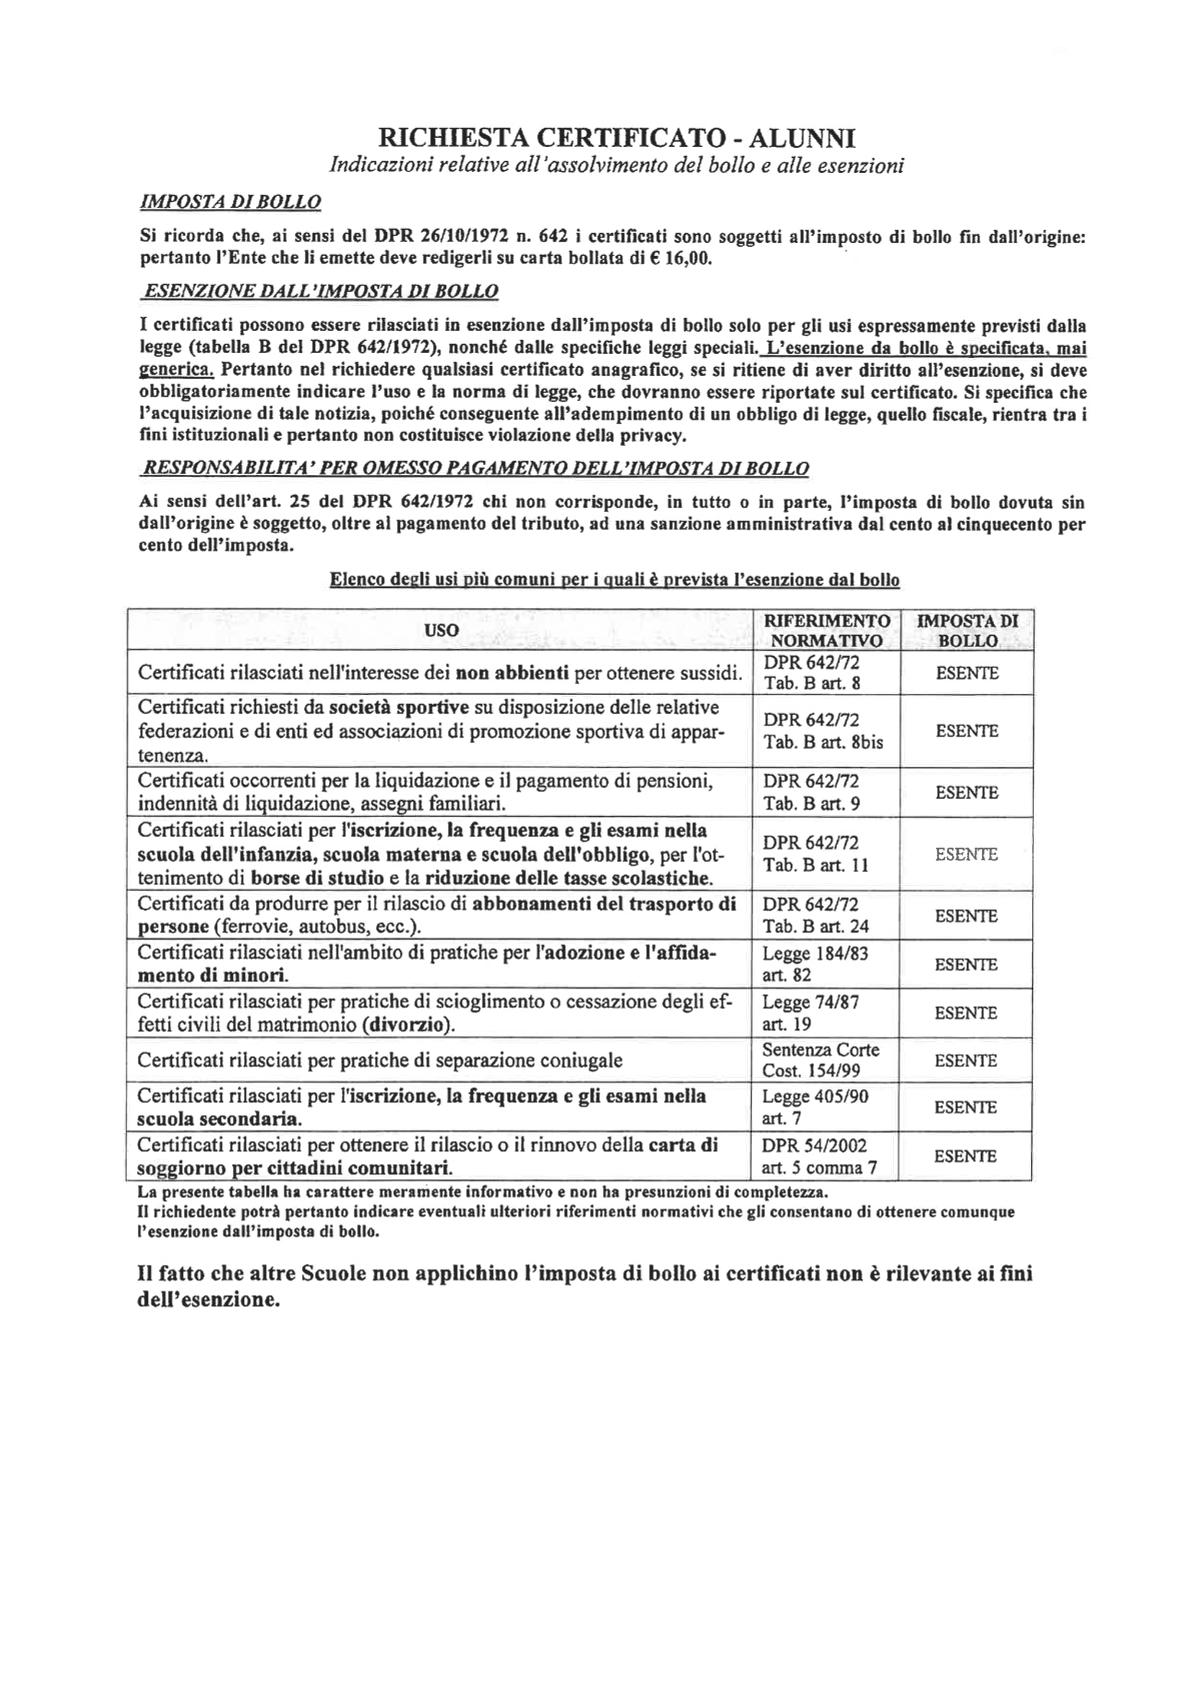 RICHIESTA CERTIFICATO - ALUNNI
Indicazioni relative all'assolvimento del bollo e alle esenzioni
IMPOSTA DI BOLLO
Si ricorda che, ai sensi del DPR 26/10/1972 n. 642 i certificati sono soggetti all'imposto di bollo fin dall'origine:
pertanto l'Ente che li emette deve redigerli su carta bollata di € 16,00.
ESENZIONE DALL'IMPOSTA DI BOLLO
I certificati possono essere rilasciati in esenzione dall'imposta di bollo solo per gli usi espressamente previsti dalla
legge (tabella B del DPR 642/1972), nonché dalle specifiche leggi speciali. L'esenzione da bollo è specificata, mai
generica. Pertanto nel richiedere qualsiasi certificato anagrafico, se si ritiene di aver diritto all'esenzione, si deve
obbligatoriamente indicare l'uso e la norma di legge, che dovranno essere riportate sul certificato. Si specifica che
l'acquisizione di tale notizia, poiché conseguente all'adempimento di un obbligo di legge, quello fiscale, rientra tra i
fini istituzionali e pertanto non costituisce violazione della privacy.
RESPONSABILITA' PER OMESSO PAGAMENTO DELL'IMPOSTA DI BOLLO
Ai sensi dell'art. 25 del DPR 642/1972 chi non corrisponde, in tutto o in parte, l'imposta di bollo dovuta sin
dall'origine è soggetto, oltre al pagamento del tributo, ad una sanzione amministrativa dal cento al cinquecento per
cento dell'imposta.
Elenco degli usi più comuni per i quali è prevista l'esenzione dal bollo
USO
RIFERIMENTO
NORMATIVO
IMPOSTA DI
BOLLO
Certificati rilasciati nell'interesse dei non abbienti per ottenere sussidi.
DPR 642/72
Tab. B art. 8
ESENTE
Certificati richiesti da società sportive su disposizione delle relative
federazioni e di enti ed associazioni di promozione sportiva di appar-
tenenza.
DPR 642/72
Tab. B art. 8bis
ESENTE
Certificati occorrenti per la liquidazione e il pagamento di pensioni,
indennità di liquidazione, assegni familiari.
DPR 642/72
Tab. B art. 9
ESENTE
Certificati rilasciati per l'iscrizione, la frequenza e gli esami nella
scuola dell'infanzia, scuola materna e scuola dell'obbligo, per l'ot-
tenimento di borse di studio e la riduzione delle tasse scolastiche.
DPR 642/72
Tab. B art. 11
ESENTE
Certificati da produrre per il rilascio di abbonamenti del trasporto di
persone (ferrovie, autobus, ecc.).
DPR 642/72
Tab. B art. 24
ESENTE
Certificati rilasciati nell'ambito di pratiche per l'adozione e l'affida-
mento di minori.
Legge 184/83
art. 82
ESENTE
Certificati rilasciati per pratiche di scioglimento o cessazione degli ef-
fetti civili del matrimonio (divorzio).
Legge 74/87
art. 19
ESENTE
Certificati rilasciati per pratiche di separazione coniugale
Sentenza Corte
Cost. 154/99
ESENTE
Certificati rilasciati per l'iscrizione, la frequenza e gli esami nella
scuola secondaria.
Legge 405/90
art. 7
ESENTE
Certificati rilasciati per ottenere il rilascio o il rinnovo della carta di
soggiorno per cittadini comunitari.
DPR 54/2002
art. 5 comma 7
ESENTE
La presente tabella ha carattere meramente informativo e non ha presunzioni di completezza.
Il richiedente potrà pertanto indicare eventuali ulteriori riferimenti normativi che gli consentano di ottenere comunque
l'esenzione dall'imposta di bollo.
Il fatto che altre Scuole non applichino l'imposta di bollo ai certificati non è rilevante ai fini
dell'esenzione.